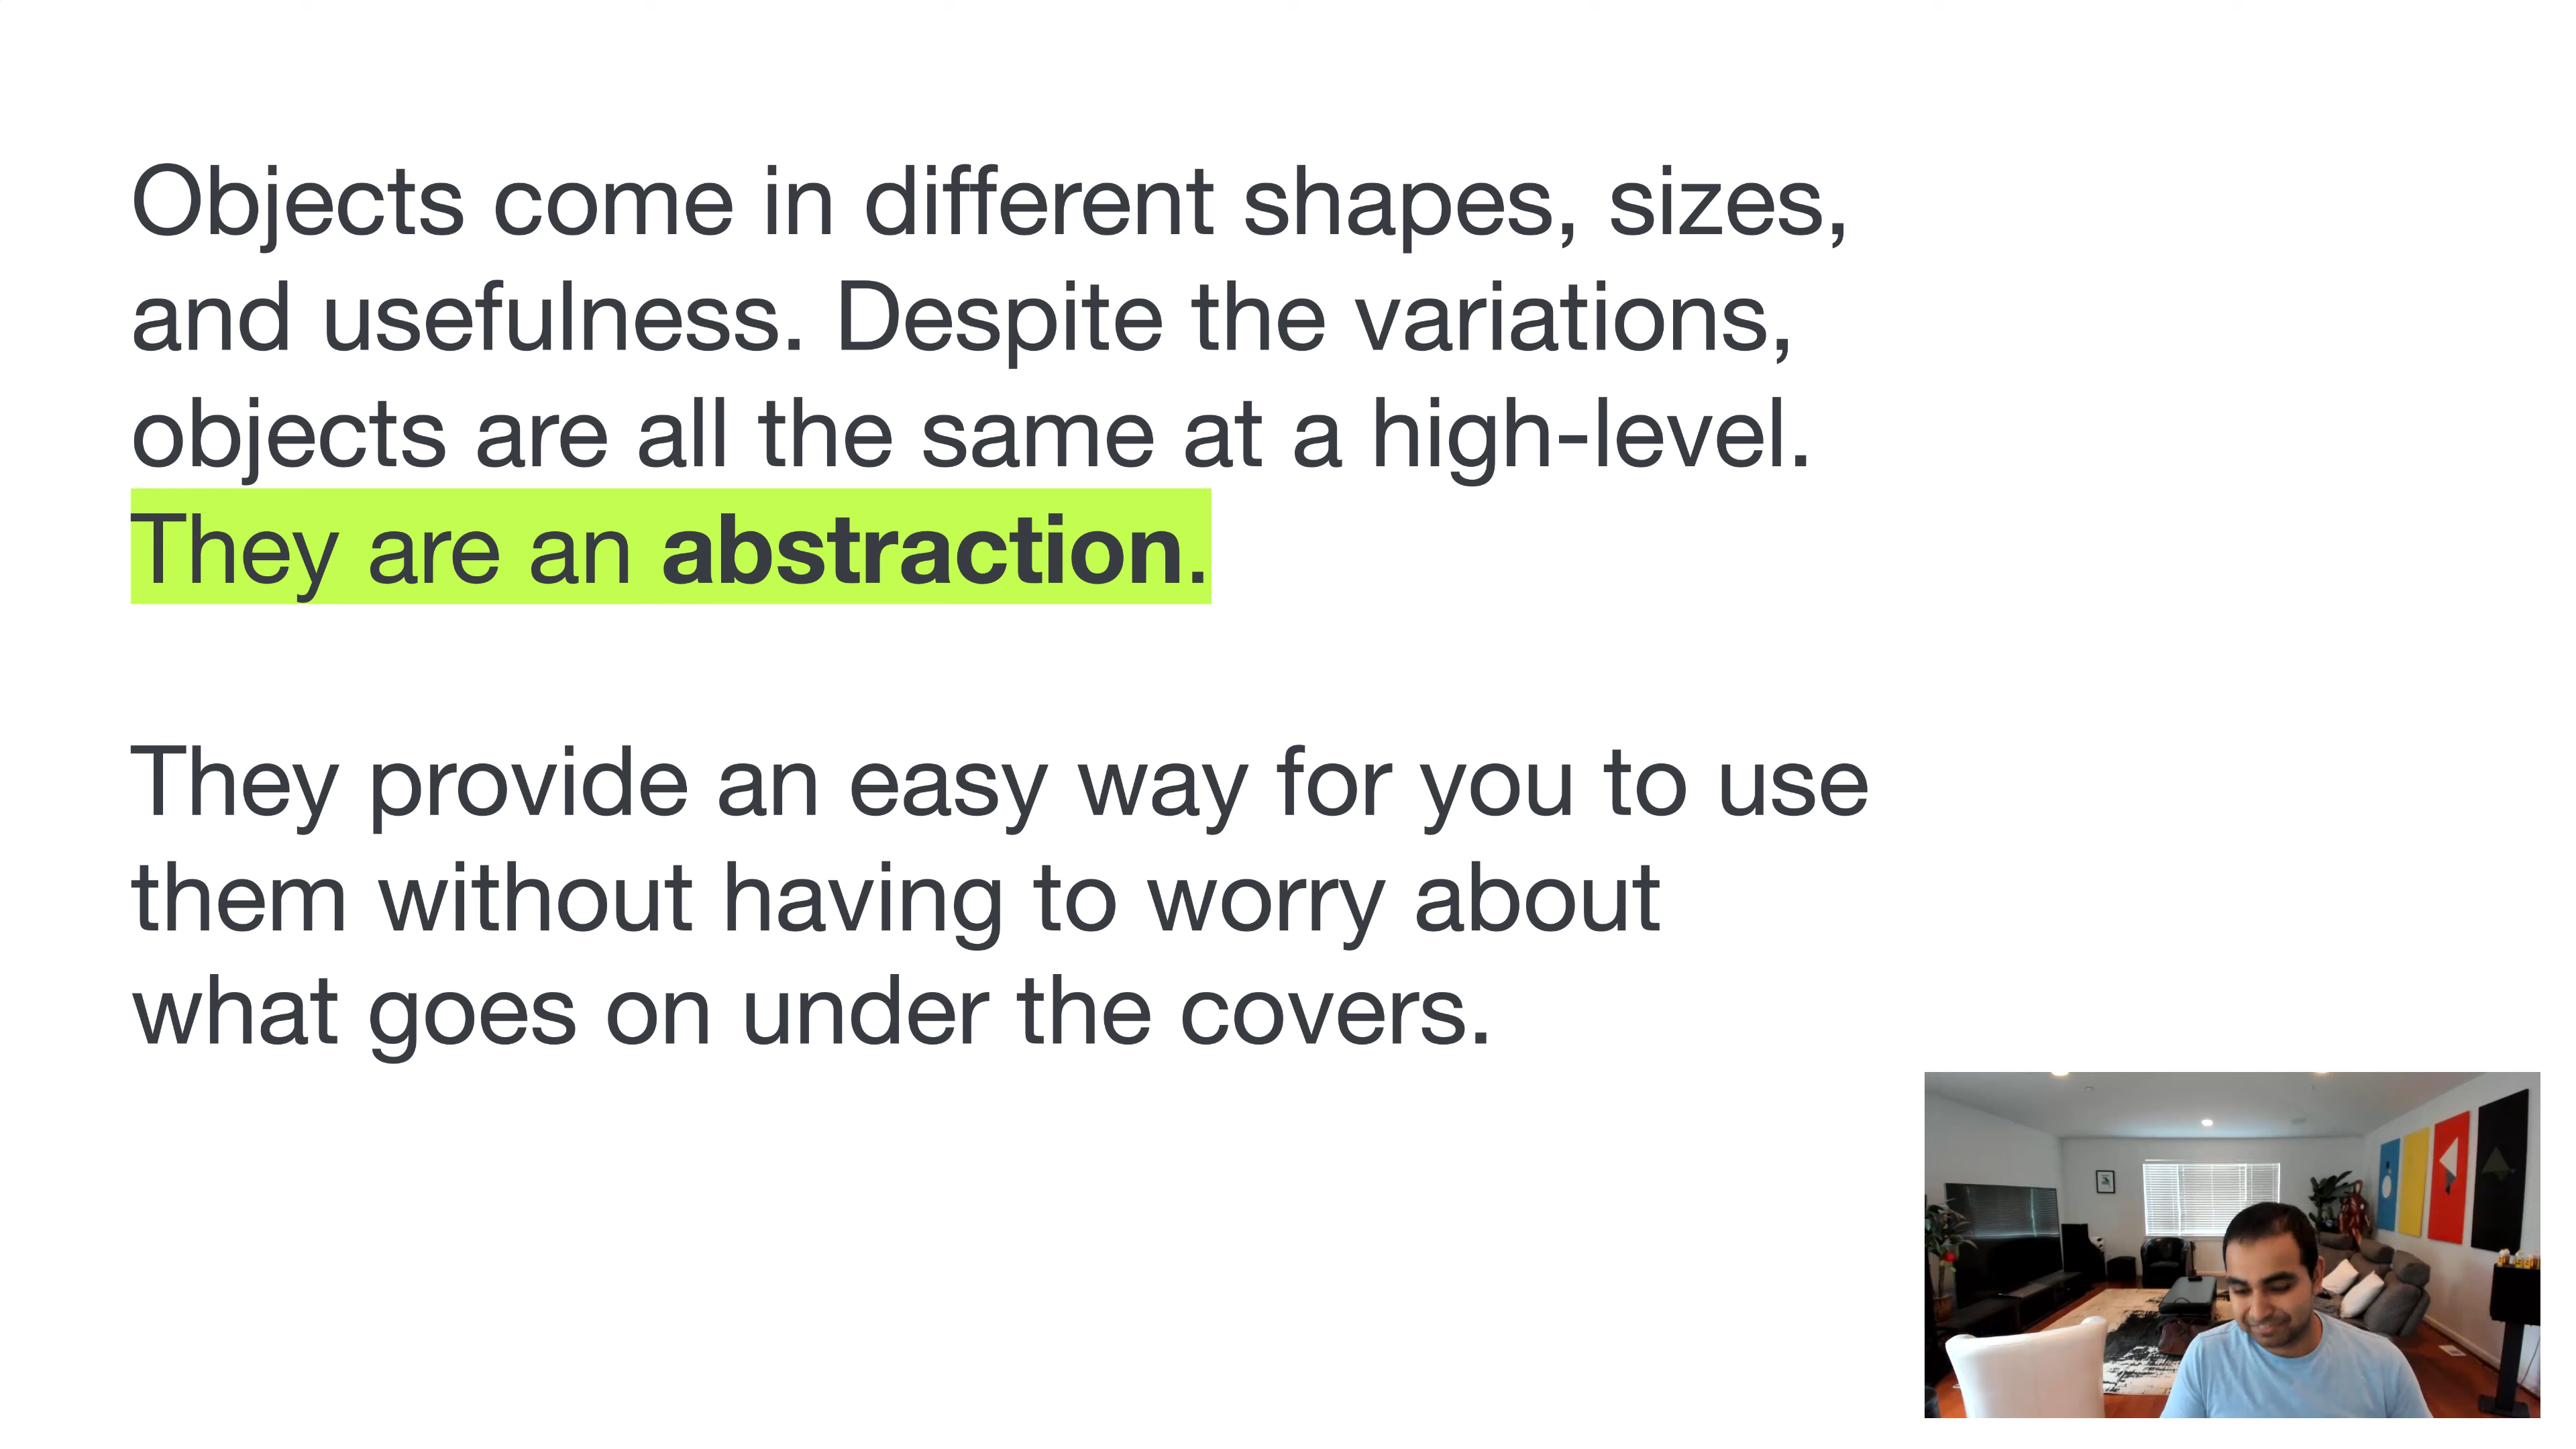 Objects come in different shapes, sizes,
and usefulness. Despite the variations,
objects are all the same at a high-level.
They are an abstraction.
They provide an easy way for you to use
them without having to worry about
what goes on under the covers.